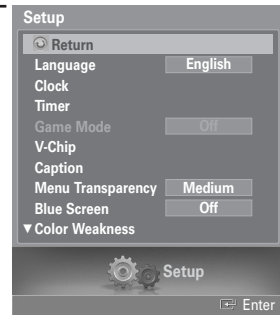 Setup
Return
Language English
Clock
Timer
Game Mode Off
V-Chip
Caption
Menu Transparency Medium
Blue Screen Off
▼ Color Weakness
Setup
Enter